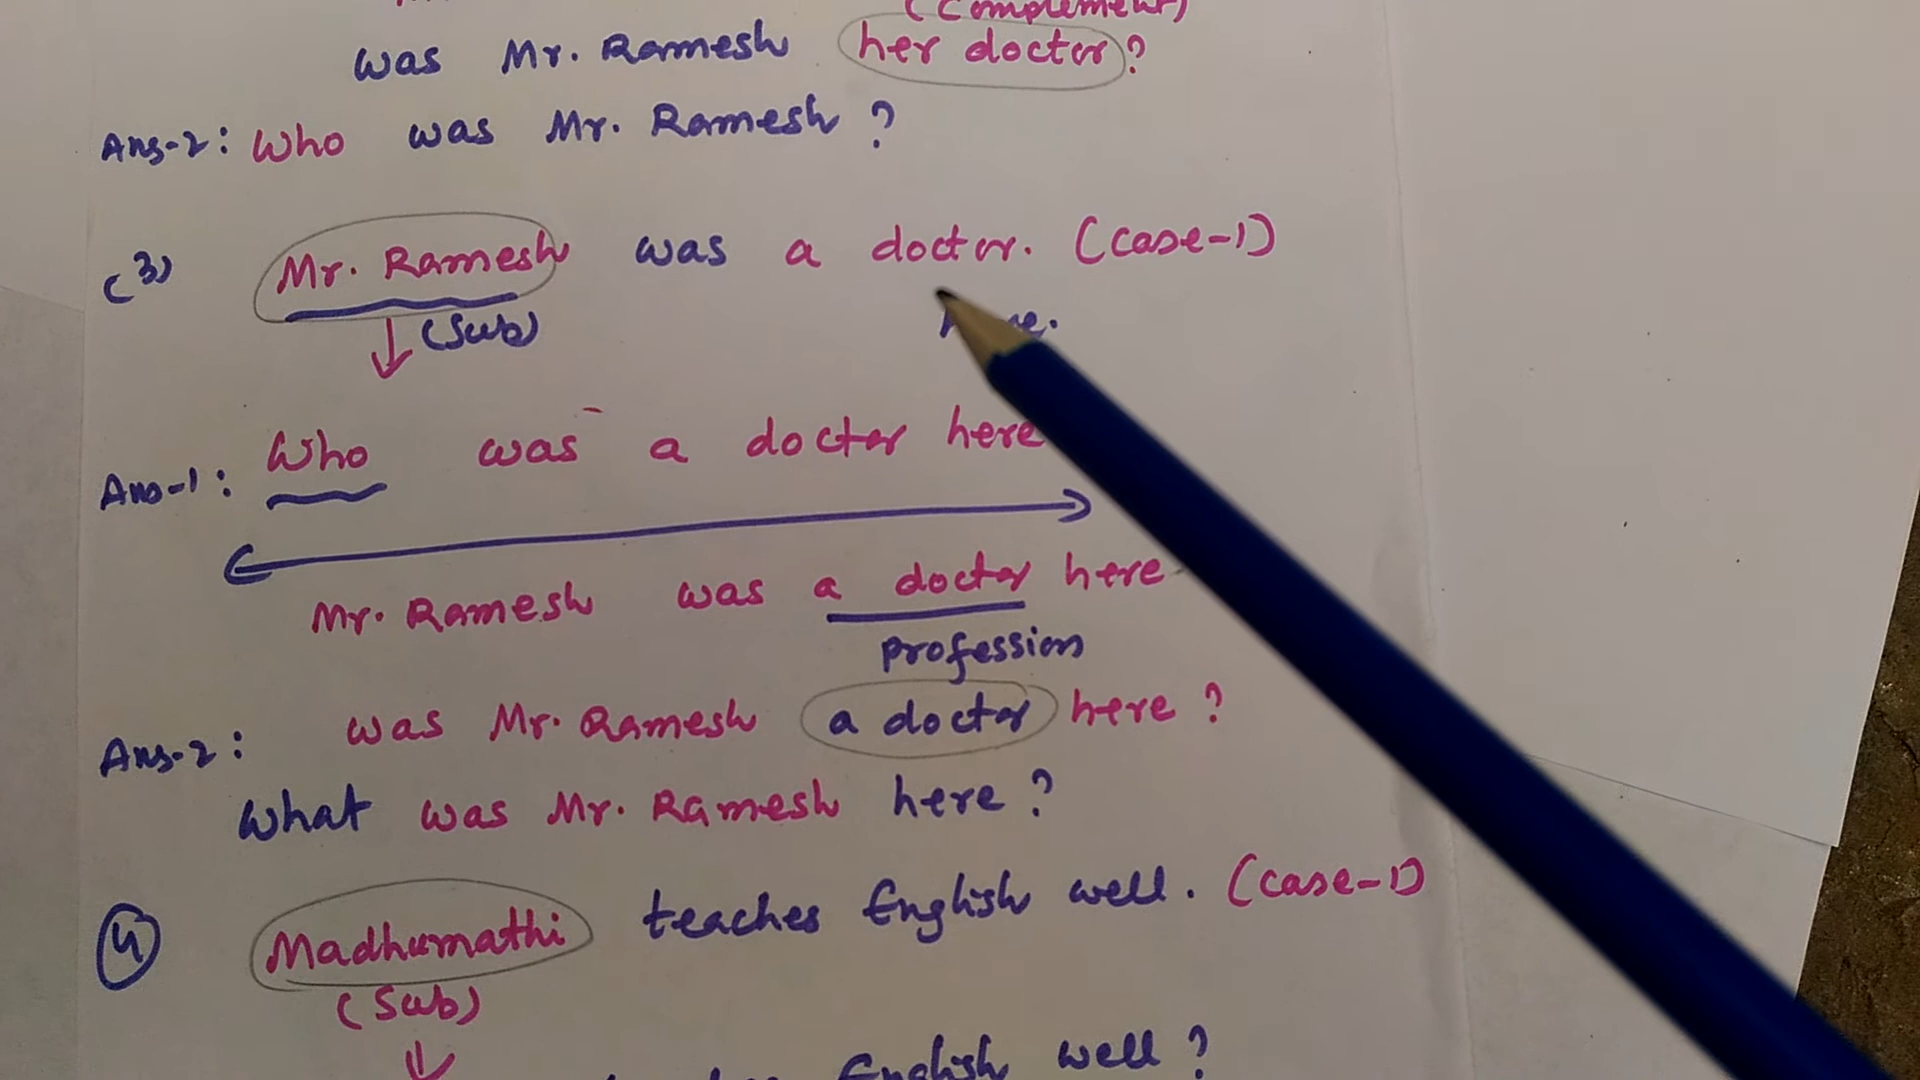 (Complement)
was Mr. Ramesh her doctor?
Ans-2: Who was Mr. Ramesh?
(3) Mr. Ramesh was a doctor. (Case-1)
(Sub)
Ans-1: Who was a doctor here
Mr. Ramesh was a doctor here
profession
was Mr. Ramesh a doctor here?
Ans-2:
What was Mr. Ramesh here?
4 Madhumathi teaches English well. (Case-1)
(Sub)
English well?